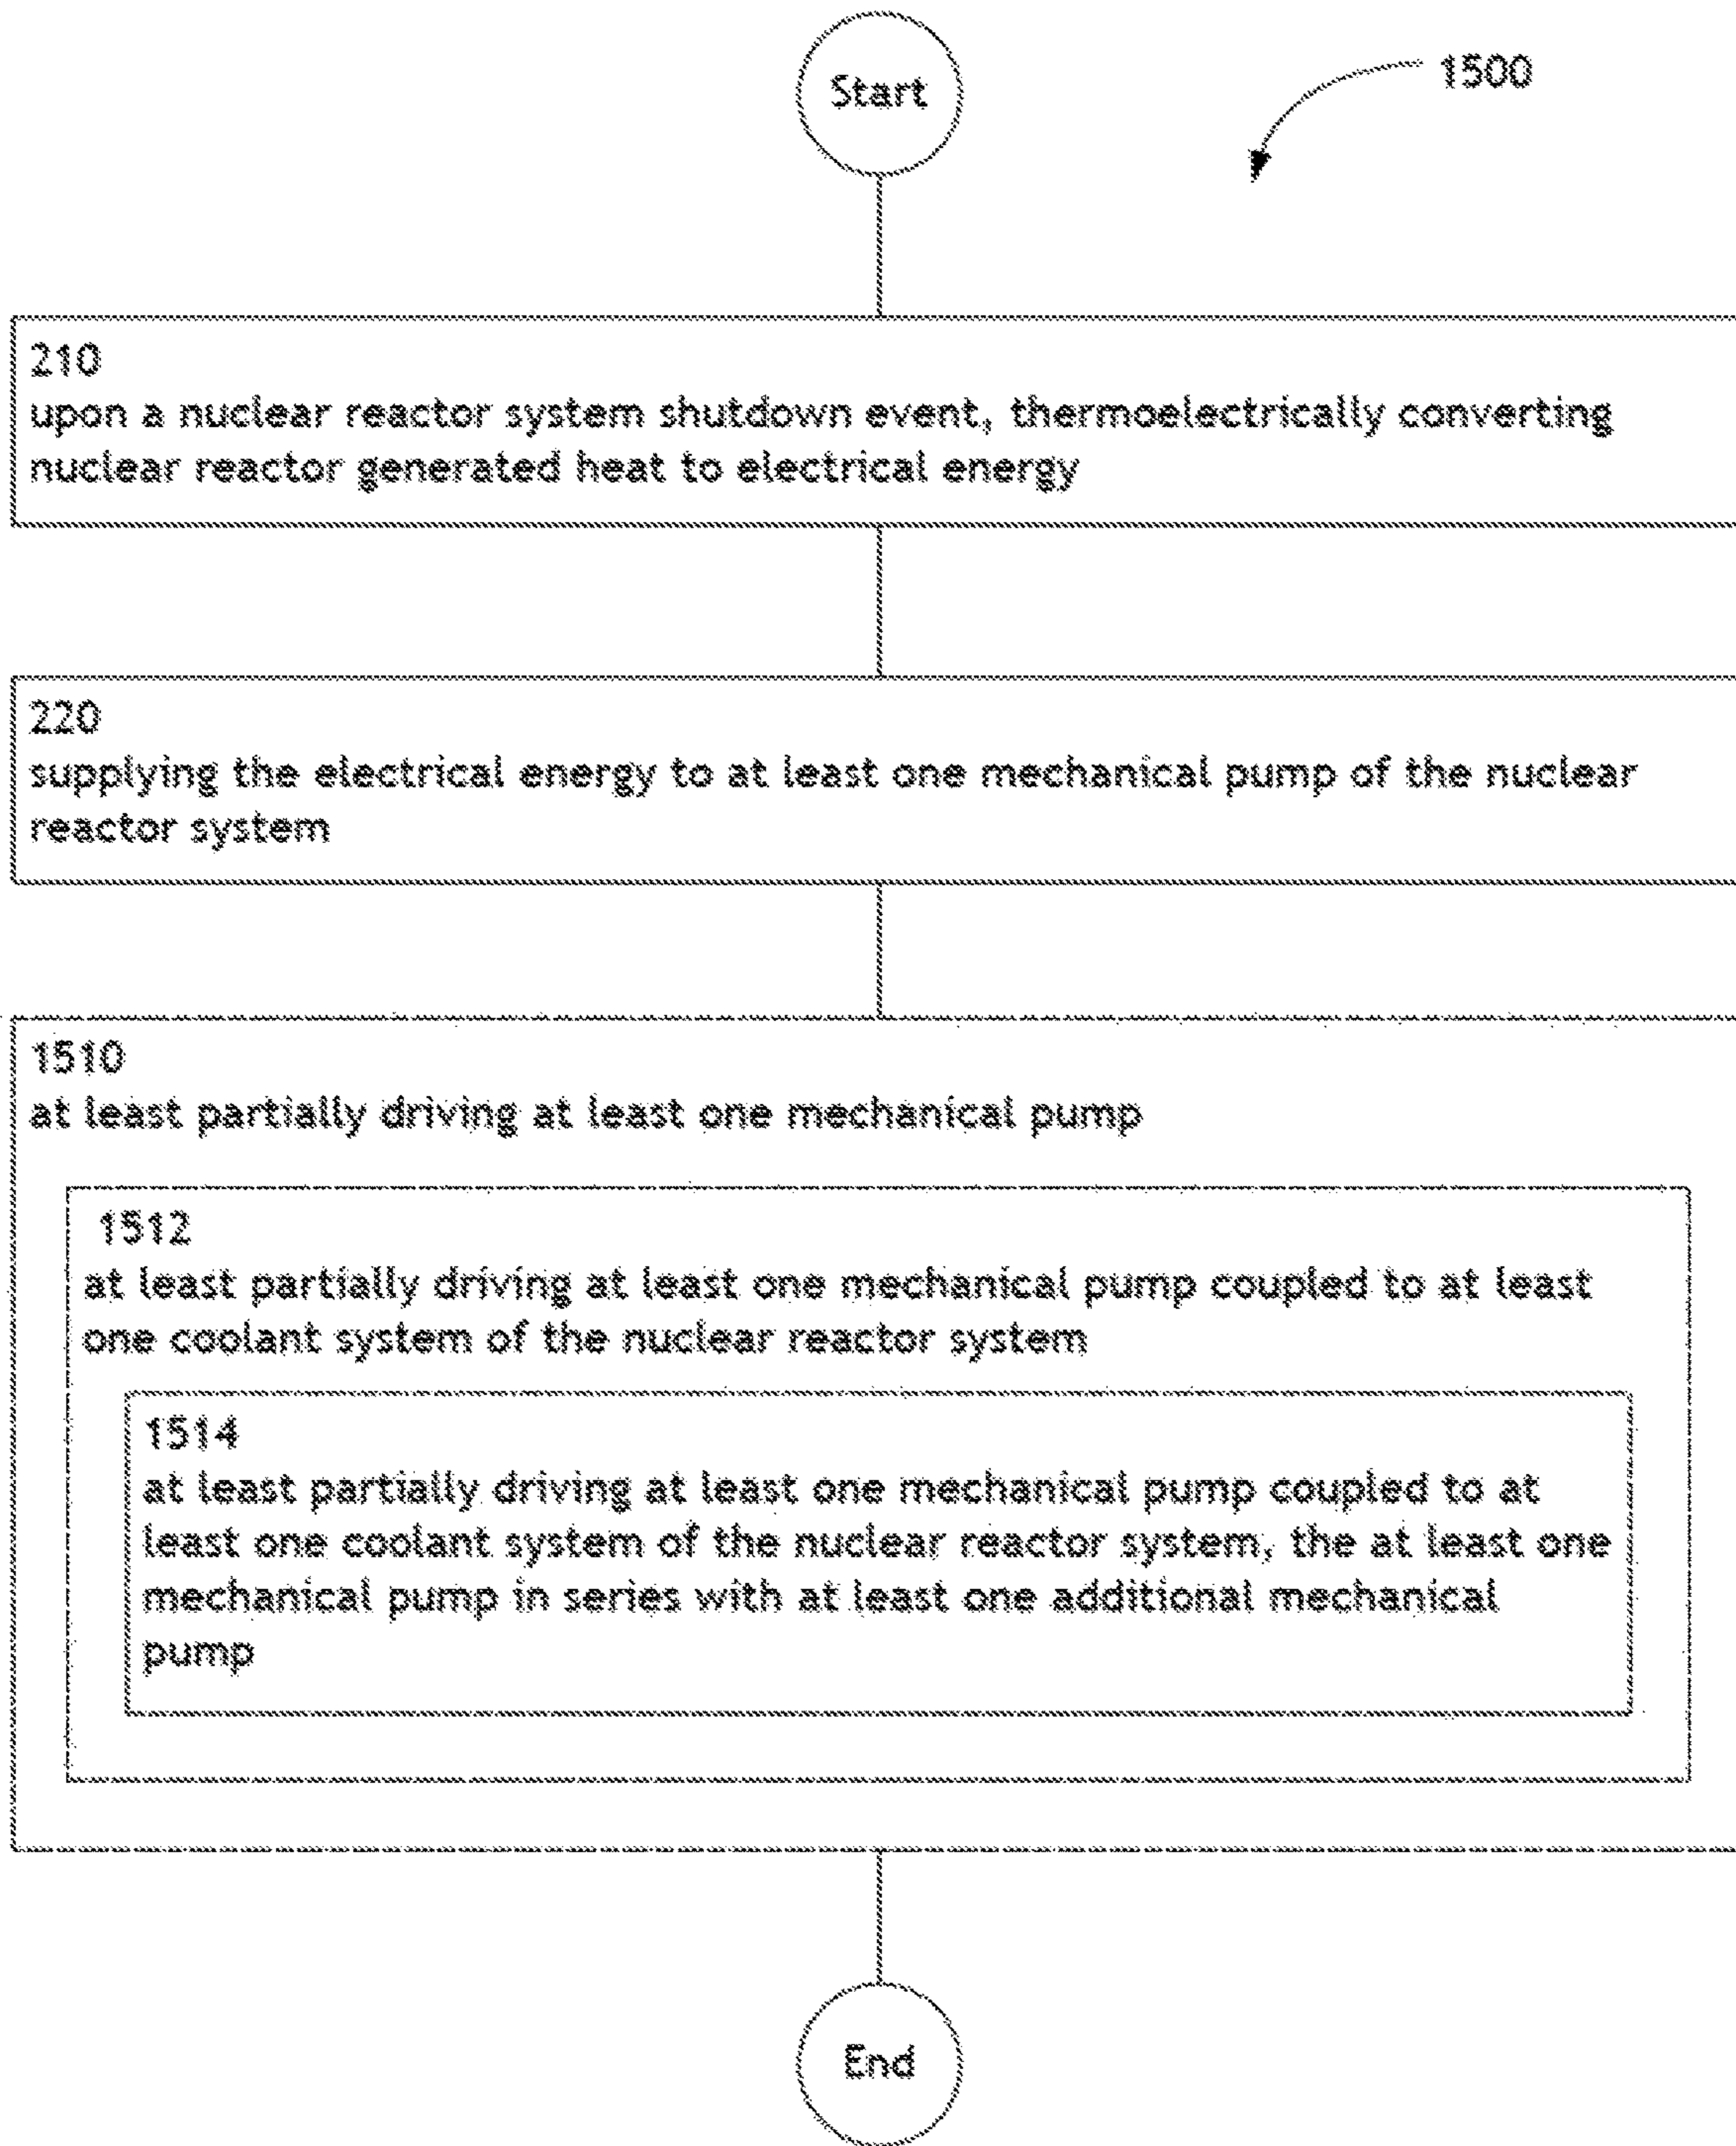 Start
1500
210
upon a nuclear reactor system shutdown event, thermoelectrically converting
nuclear reactor generated heat to electrical energy
220
supplying the electrical energy to at least one mechanical pump of the nuclear
reactor system
1510
at least partially driving at least one mechanical pump
1512
at least partially driving at least one mechanical pump coupled to at least
one coolant system of the nuclear reactor system
1514
at least partially driving at least one mechanical pump coupled to at
least one coolant system of the nuclear reactor system, the at least one
mechanical pump in series with at least one additional mechanical
pump
End